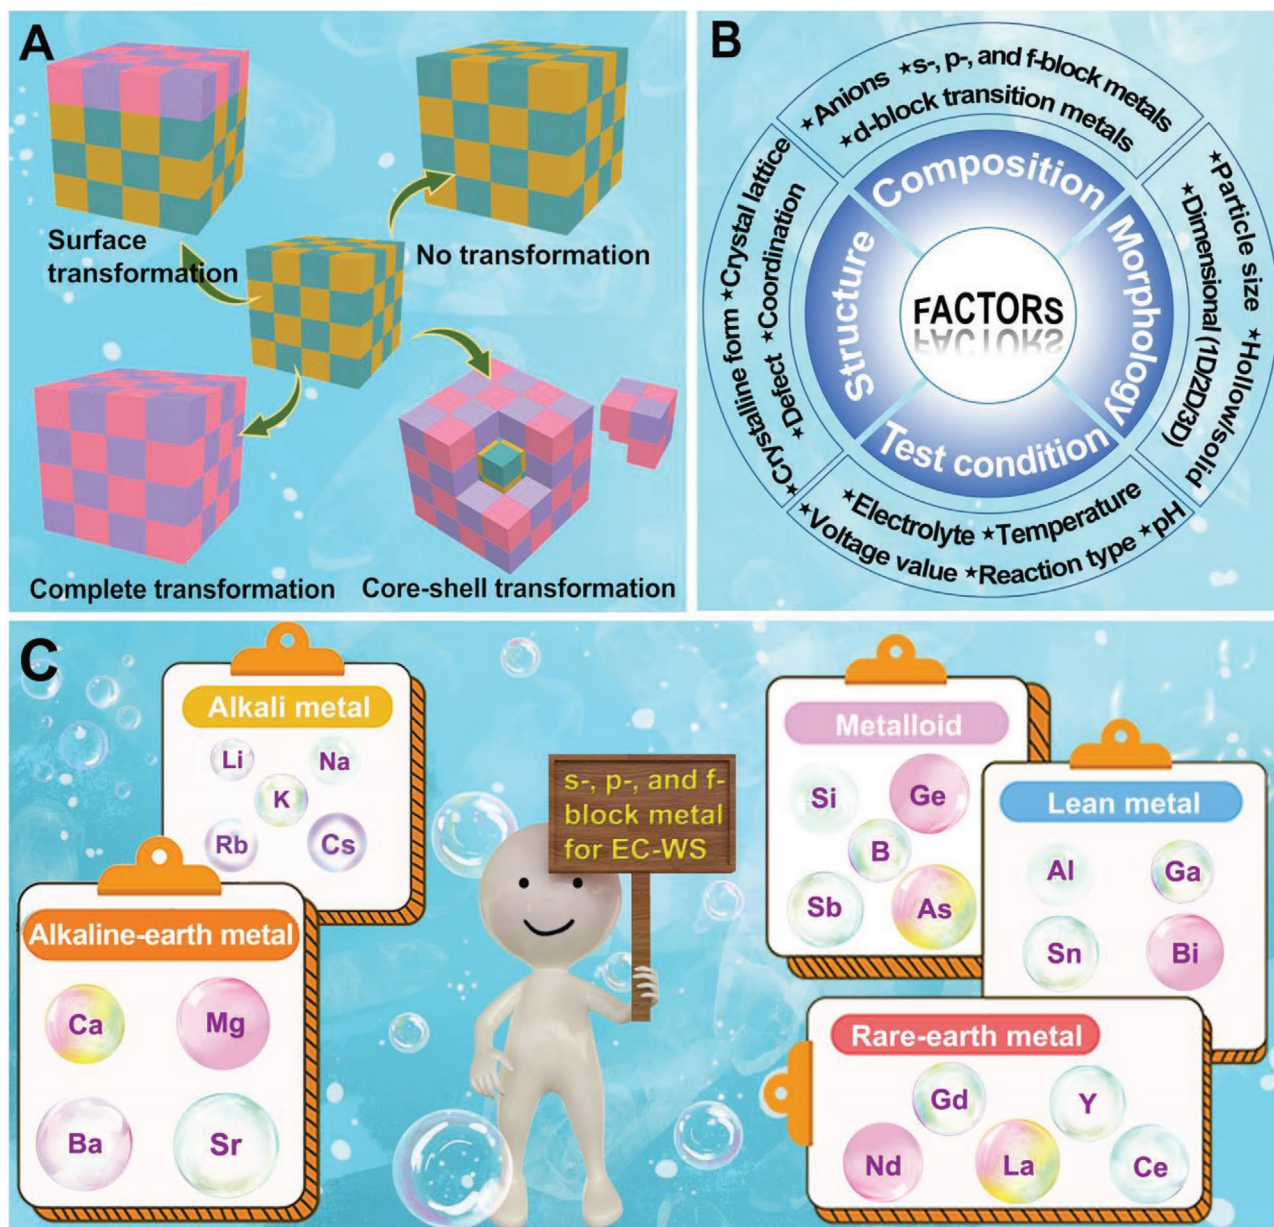 A
Surface
transformation
No transformation
Complete transformation
Core-shell transformation
B
★Anions ★s-, p-, and f-block metals
★d-block transition metals
Composition
★Particle size ★Hollow/solid
★Dimensional (1D/2D/3D)
Morphology
★Crystalline form ★Crystal lattice
★Defect ★Coordination
Structure
FACTORS
Test condition
★Electrolyte ★Temperature
★Voltage value ★Reaction type ★pH
C
Alkali metal
Li Na
K
Rb Cs
Alkaline-earth metal
Ca Mg
Ba Sr
s-, p-, and f-
block metal
for EC-WS
Metalloid
Si Ge
B
Sb As
Lean metal
Al Ga
Sn Bi
Rare-earth metal
Gd Y
Nd La Ce